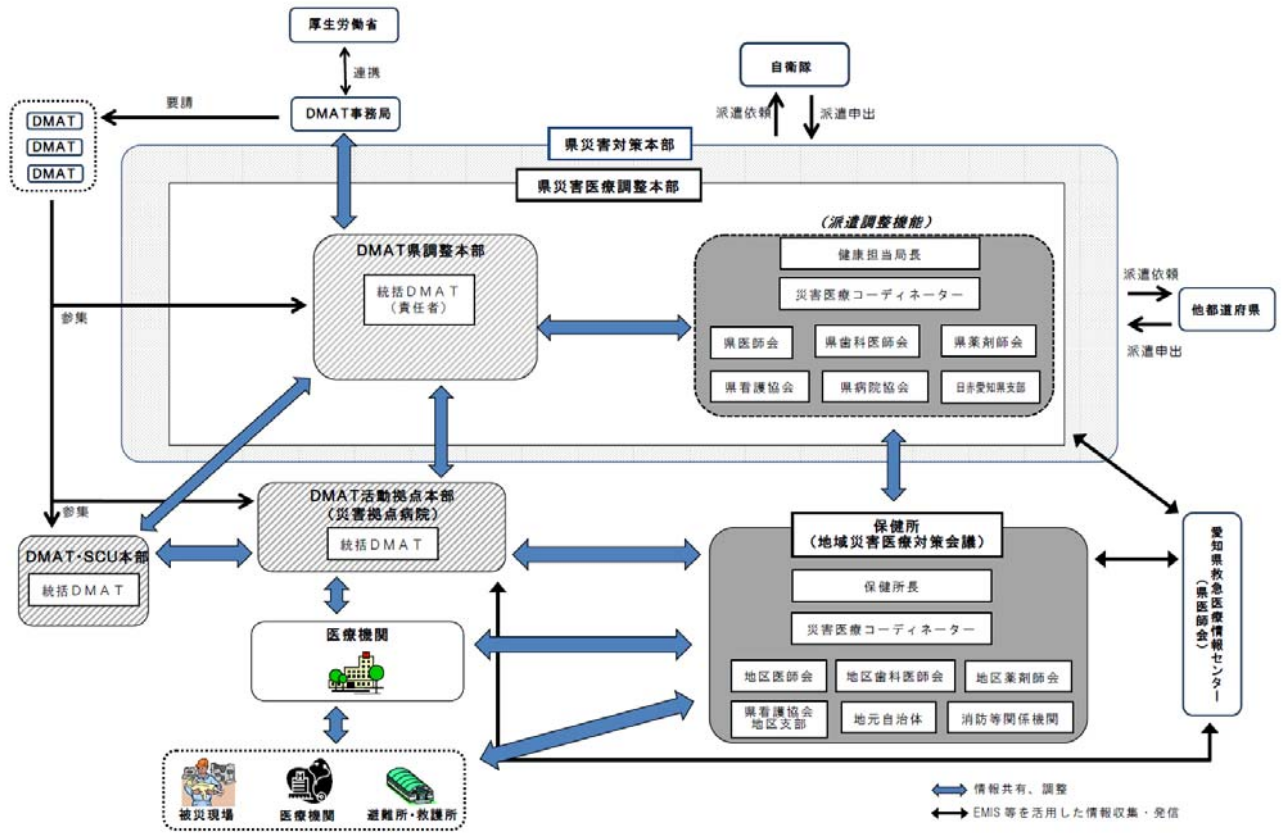 厚生労働省
連携
DMAT事務局
要請
DMAT
DMAT
DMAT
自衛隊
派遣依頼
派遣申出
県災害対策本部
県災害医療調整本部
DMAT県調整本部
統括DMAT
(責任者)
(派遣調整機能)
健康担当局長
災害医療コーディネーター
県医師会
県歯科医師会
県薬剤師会
県看護協会
県病院協会
日赤愛知県支部
派遣依頼
他都道府県
派遣申出
参集
参集
DMAT活動拠点本部
(災害拠点病院)
統括DMAT
DMAT・SCU本部
統括DMAT
保健所
(地域災害医療対策会議)
保健所長
災害医療コーディネーター
地区医師会
地区歯科医師会
地区薬剤師会
県看護協会
地区支部
地元自治体
消防等関係機関
愛知県救急医療情報センター
(県医師会)
医療機関
被災現場
医療機関
避難所・救護所
情報共有、調整
EMIS 等を活用した情報収集・発信